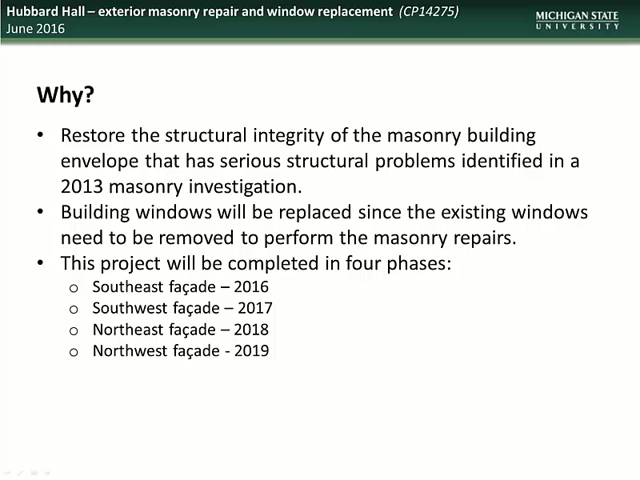 Hubbard Hall – exterior masonry repair and window replacement (CP14275)
June 2016
MICHIGAN STATE
UNIVERSITY
Why?
• Restore the structural integrity of the masonry building
envelope that has serious structural problems identified in a
2013 masonry investigation.
• Building windows will be replaced since the existing windows
need to be removed to perform the masonry repairs.
• This project will be completed in four phases:
o Southeast façade – 2016
o Southwest façade – 2017
o Northeast façade – 2018
o Northwest façade - 2019